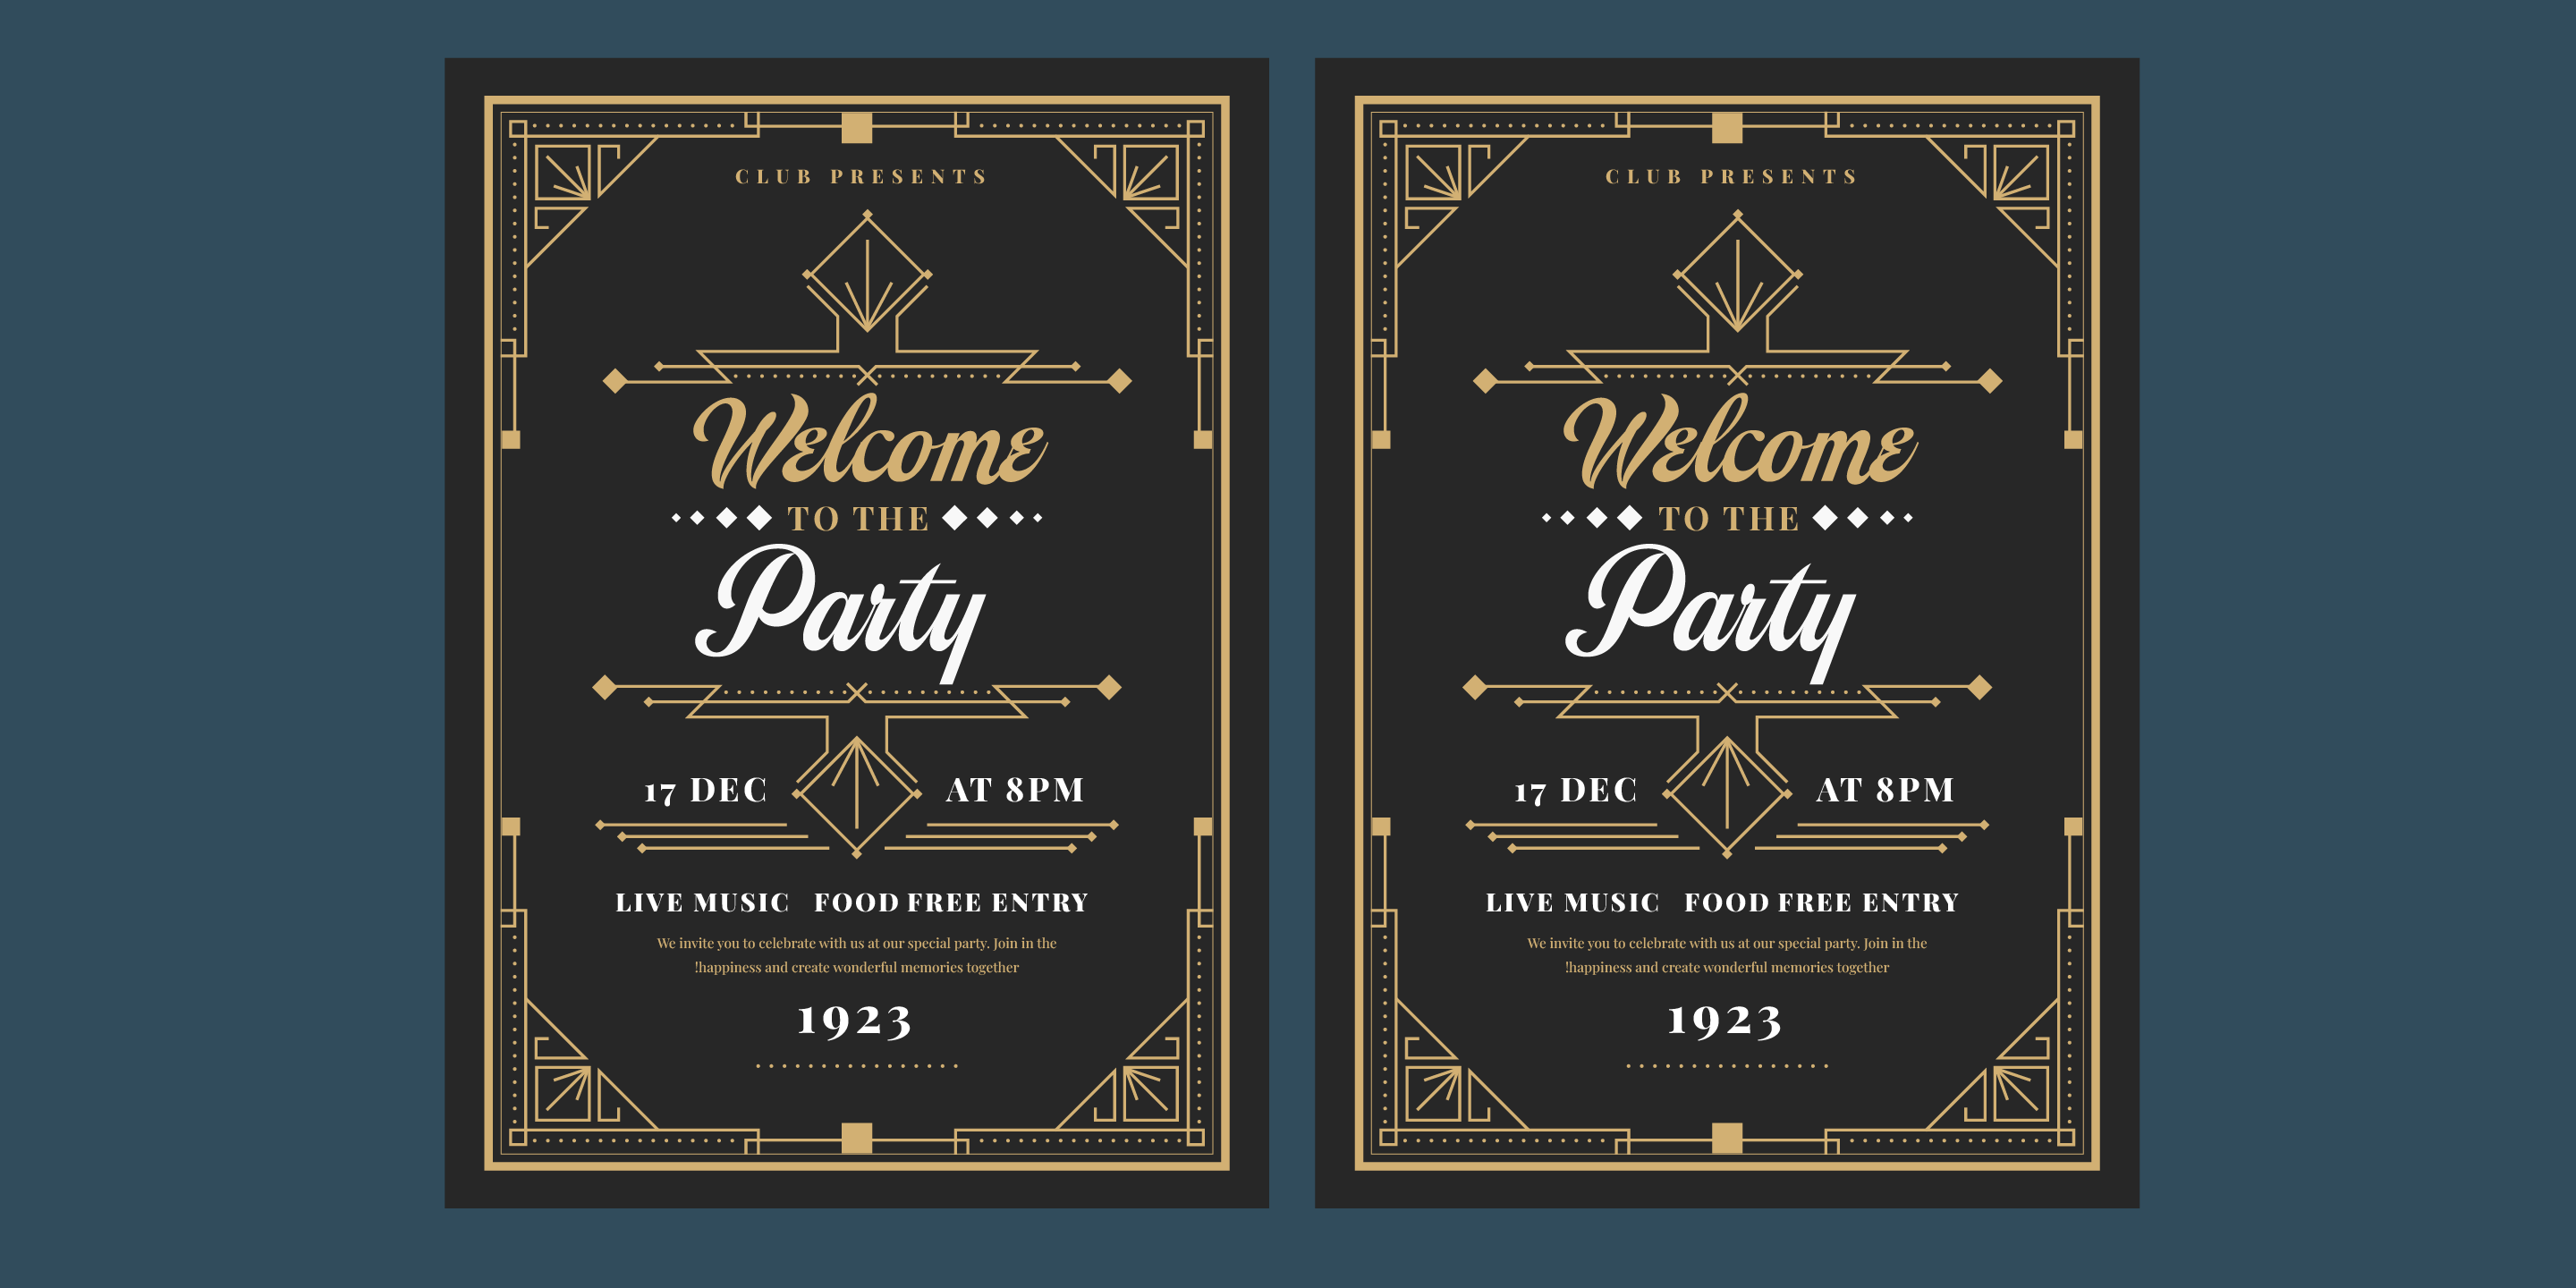 CLUB PRESENTS
Welcome
TO THE
Party
17 DEC AT 8PM
LIVE MUSIC FOOD FREE ENTRY
We invite you to celebrate with us at our special party. Join in the
!happiness and create wonderful memories together
1923
CLUB PRESENTS
Welcome
TO THE
Party
17 DEC AT 8PM
LIVE MUSIC FOOD FREE ENTRY
We invite you to celebrate with us at our special party. Join in the
!happiness and create wonderful memories together
1923